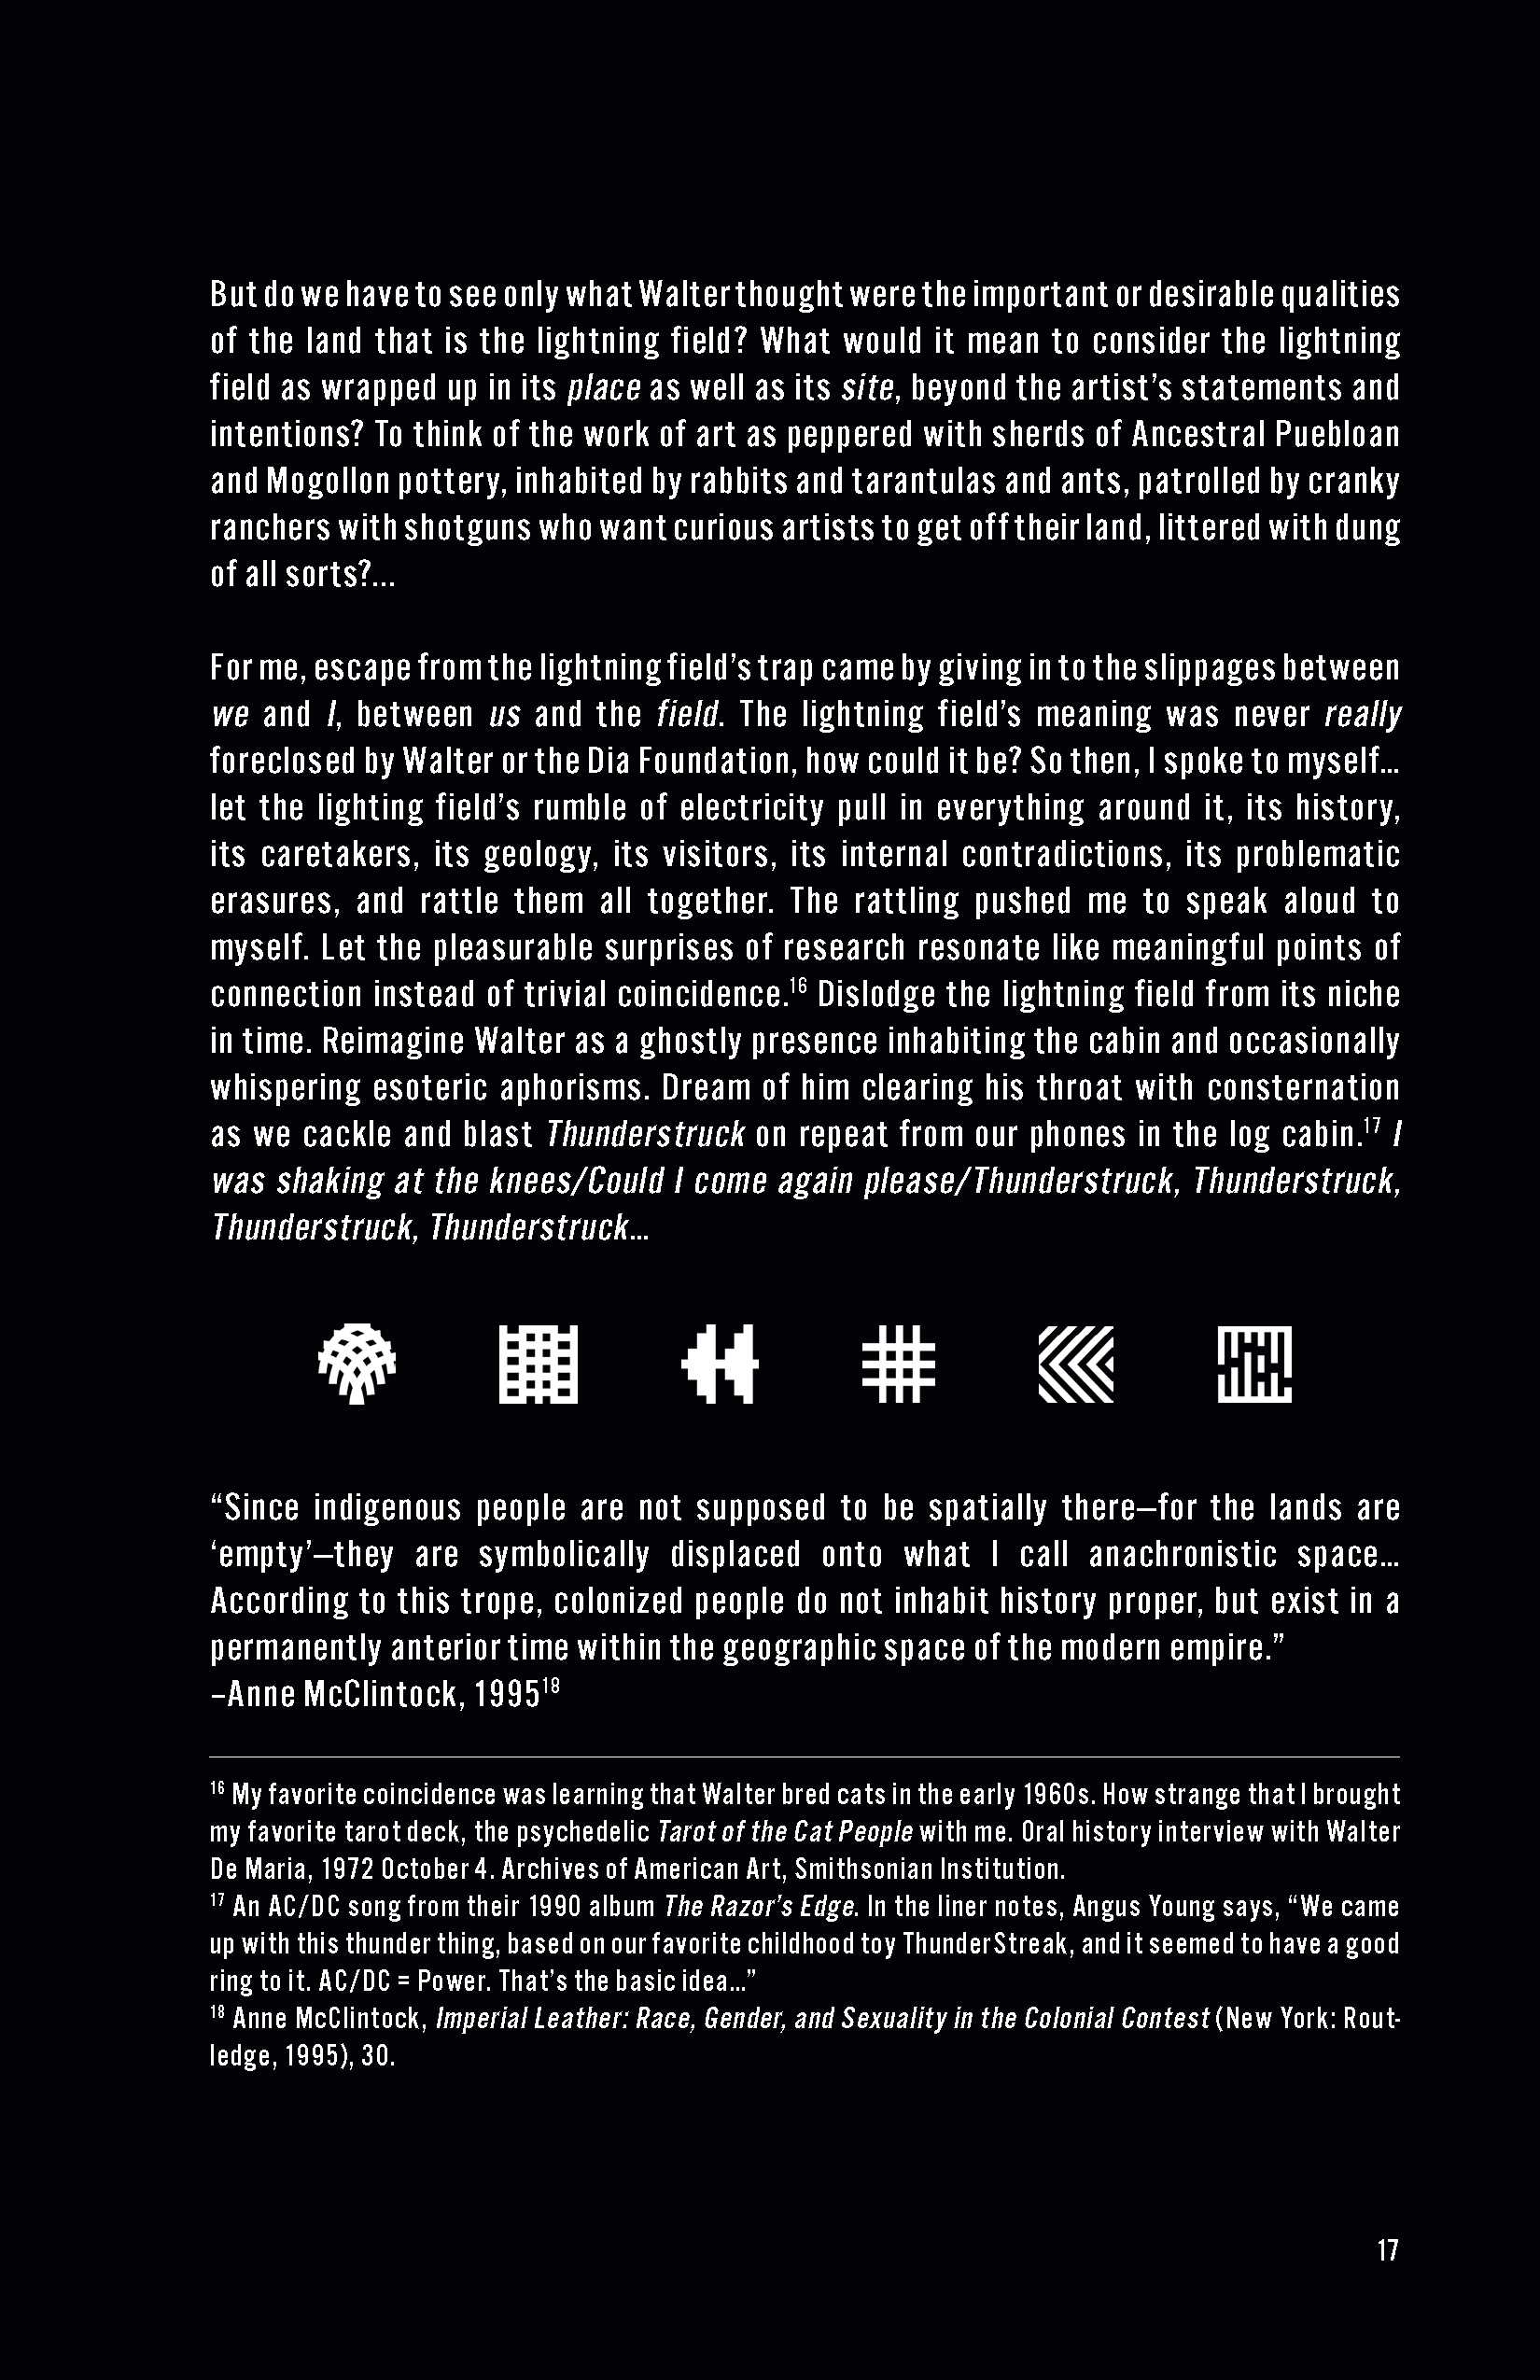 But do we have to see only what Walter thought were the important or desirable qualities
of the land that is the lightning field? What would it mean to consider the lightning
field as wrapped up in its place as well as its site, beyond the artist’s statements and
intentions? To think of the work of art as peppered with sherds of Ancestral Puebloan
and Mogollon pottery, inhabited by rabbits and tarantulas and ants, patrolled by cranky
ranchers with shotguns who want curious artists to get off their land, littered with dung
of all sorts?...
For me, escape from the lightning field’s trap came by giving in to the slippages between
we and I, between us and the field. The lightning field’s meaning was never really
foreclosed by Walter or the Dia Foundation, how could it be? So then, I spoke to myself...
let the lighting field’s rumble of electricity pull in everything around it, its history,
its caretakers, its geology, its visitors, its internal contradictions, its problematic
erasures, and rattle them all together. The rattling pushed me to speak aloud to
myself. Let the pleasurable surprises of research resonate like meaningful points of
connection instead of trivial coincidence.16 Dislodge the lightning field from its niche
in time. Reimagine Walter as a ghostly presence inhabiting the cabin and occasionally
whispering esoteric aphorisms. Dream of him clearing his throat with consternation
as we cackle and blast Thunderstruck on repeat from our phones in the log cabin.17 I
was shaking at the knees/Could I come again please/Thunderstruck, Thunderstruck,
Thunderstruck, Thunderstruck...
“Since indigenous people are not supposed to be spatially there—for the lands are
‘empty’—they are symbolically displaced onto what I call anachronistic space...
According to this trope, colonized people do not inhabit history proper, but exist in a
permanently anterior time within the geographic space of the modern empire.”
–Anne McClintock, 199518
16 My favorite coincidence was learning that Walter bred cats in the early 1960s. How strange that I brought
my favorite tarot deck, the psychedelic Tarot of the Cat People with me. Oral history interview with Walter
De Maria, 1972 October 4. Archives of American Art, Smithsonian Institution.
17 An AC/DC song from their 1990 album The Razor’s Edge. In the liner notes, Angus Young says, “We came
up with this thunder thing, based on our favorite childhood toy ThunderStreak, and it seemed to have a good
ring to it. AC/DC = Power. That’s the basic idea...”
18 Anne McClintock, Imperial Leather: Race, Gender, and Sexuality in the Colonial Contest (New York: Rout-
ledge, 1995), 30.
17